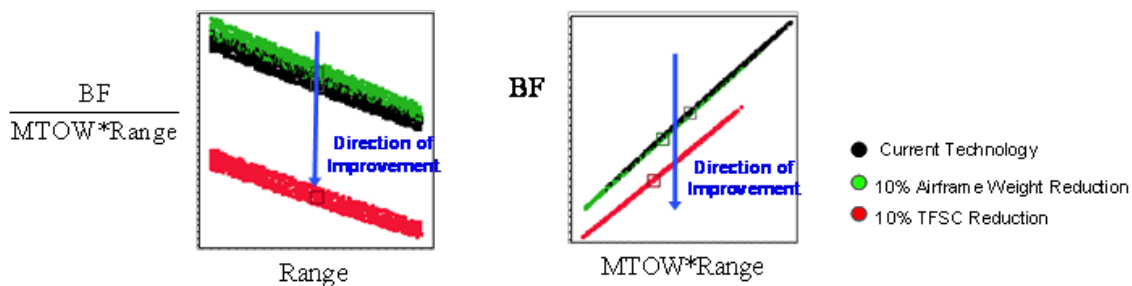 BF
MTOW*Range
Direction of
Improvement
Range
BF
Direction of
Improvement
MTOW*Range
Current Technology
10% Airframe Weight Reduction
10% TFSC Reduction